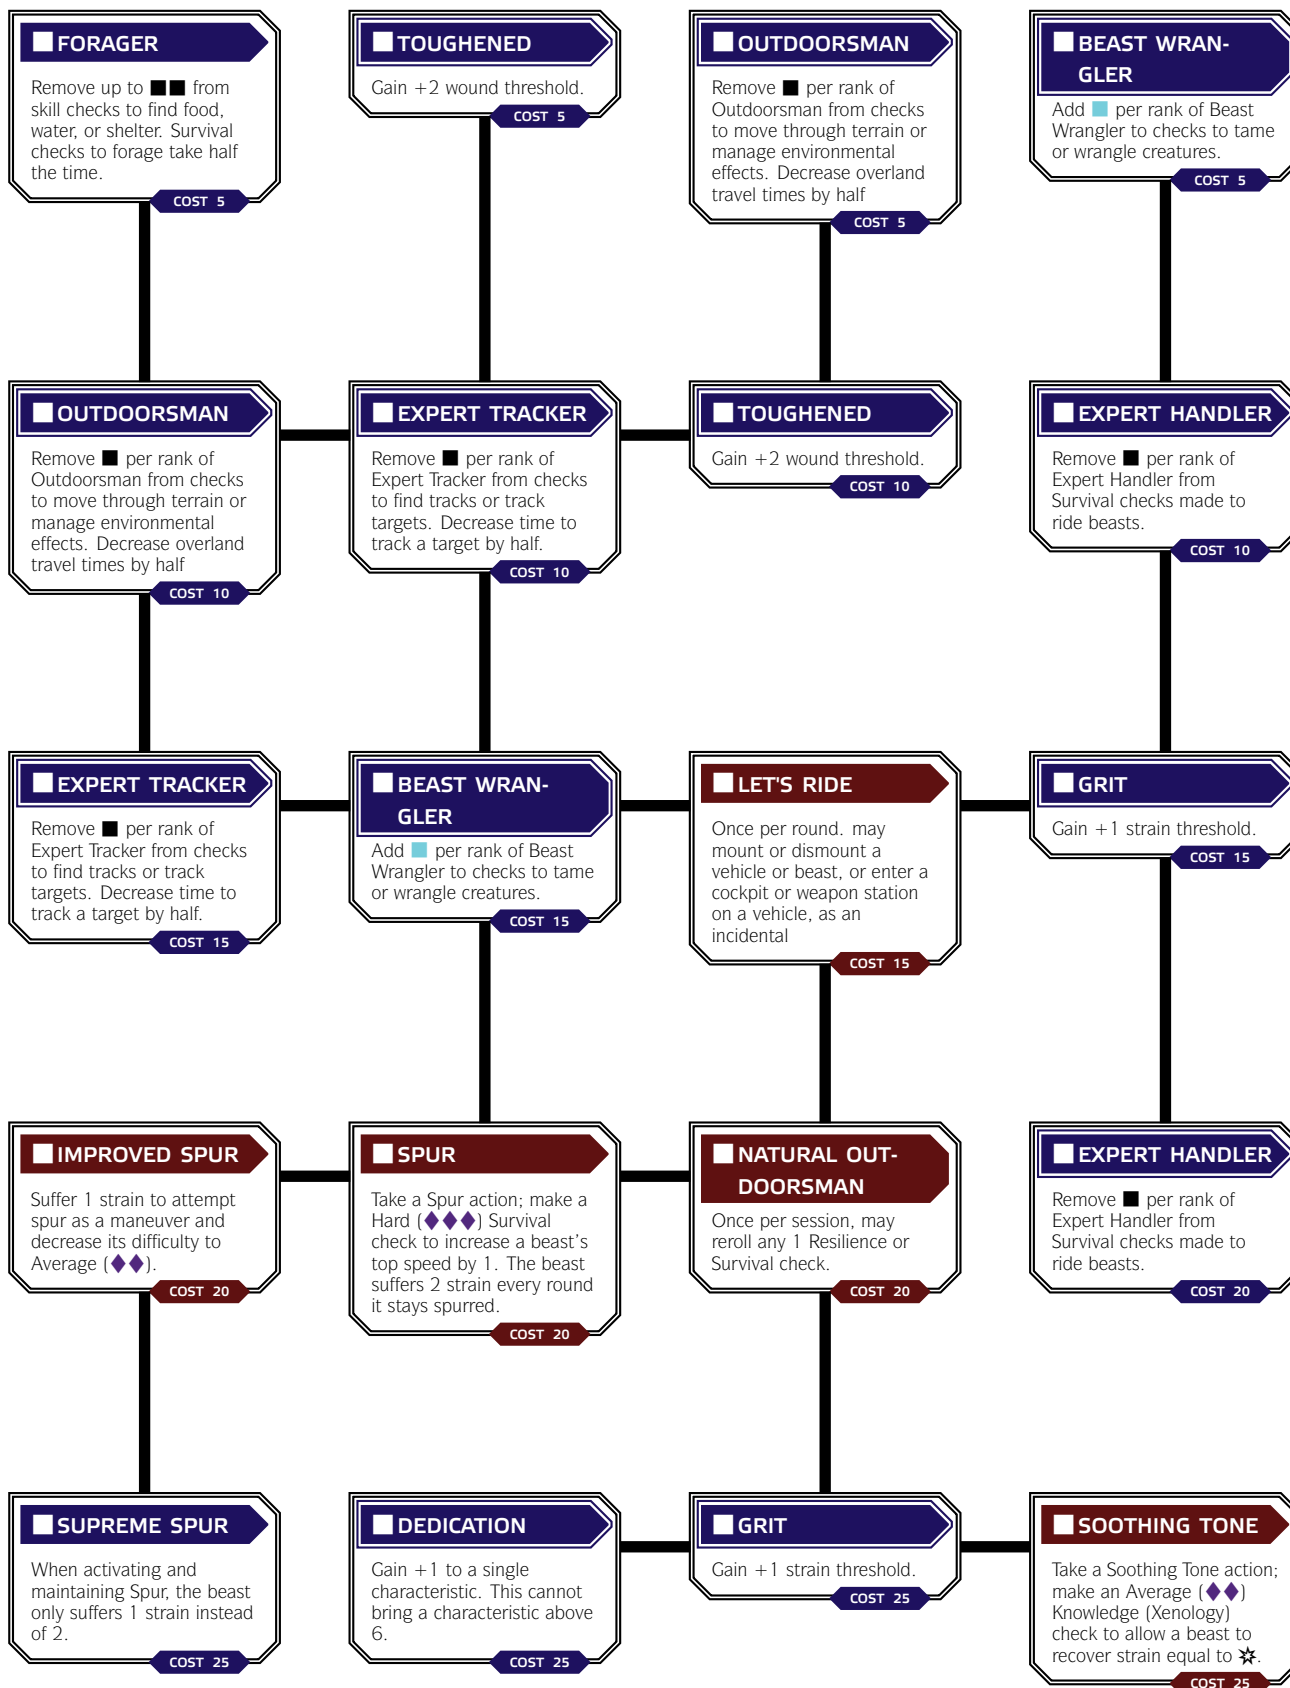 FORAGER
Remove up to ■■ from
skill checks to find food,
water, or shelter. Survival
checks to forage take half
the time.
COST 5
TOUGHENED
Gain +2 wound threshold.
COST 5
OUTDOORSMAN
Remove ■ per rank of
Outdoorsman from checks
to move through terrain or
manage environmental
effects. Decrease overland
travel times by half
COST 5
BEAST WRAN-
GLER
Add ■ per rank of Beast
Wrangler to checks to tame
or wrangle creatures.
COST 5
OUTDOORSMAN
Remove ■ per rank of
Outdoorsman from checks
to move through terrain or
manage environmental
effects. Decrease overland
travel times by half
COST 10
EXPERT TRACKER
Remove ■ per rank of
Expert Tracker from checks
to find tracks or track
targets. Decrease time to
track a target by half.
COST 10
TOUGHENED
Gain +2 wound threshold.
COST 10
EXPERT HANDLER
Remove ■ per rank of
Expert Handler from
Survival checks made to
ride beasts.
COST 10
EXPERT TRACKER
Remove ■ per rank of
Expert Tracker from checks
to find tracks or track
targets. Decrease time to
track a target by half.
COST 15
BEAST WRAN-
GLER
Add ■ per rank of Beast
Wrangler to checks to tame
or wrangle creatures.
COST 15
LET'S RIDE
Once per round. may
mount or dismount a
vehicle or beast, or enter a
cockpit or weapon station
on a vehicle, as an
incidental
COST 15
GRIT
Gain +1 strain threshold.
COST 15
IMPROVED SPUR
Suffer 1 strain to attempt
spur as a maneuver and
decrease its difficulty to
Average (♦♦).
COST 20
SPUR
Take a Spur action; make a
Hard (♦♦♦) Survival
check to increase a beast's
top speed by 1. The beast
suffers 2 strain every round
it stays spurred.
COST 20
NATURAL OUT-
DOORSMAN
Once per session, may
reroll any 1 Resilience or
Survival check.
COST 20
EXPERT HANDLER
Remove ■ per rank of
Expert Handler from
Survival checks made to
ride beasts.
COST 20
SUPREME SPUR
When activating and
maintaining Spur, the beast
only suffers 1 strain instead
of 2.
COST 25
DEDICATION
Gain +1 to a single
characteristic. This cannot
bring a characteristic above
6.
COST 25
GRIT
Gain +1 strain threshold.
COST 25
SOOTHING TONE
Take a Soothing Tone action;
make an Average (♦♦)
Knowledge (Xenology)
check to allow a beast to
recover strain equal to ✡.
COST 25